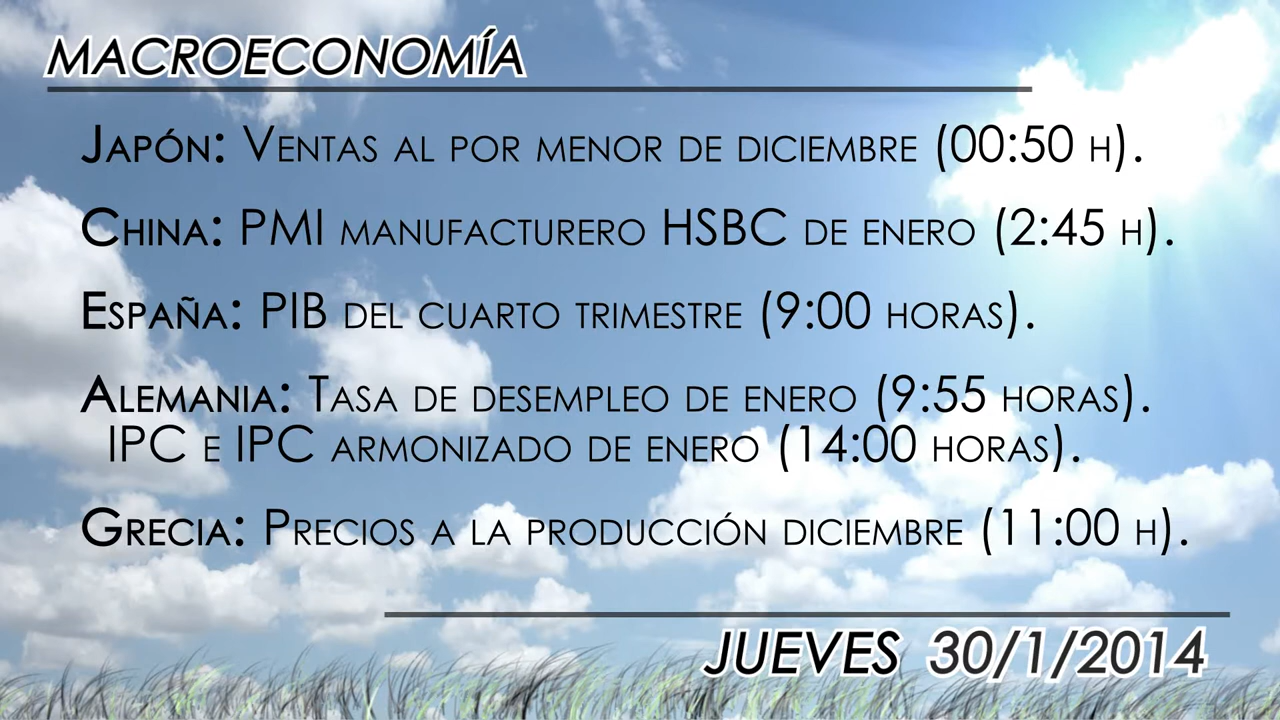 MACROECONOMÍA
Japón: Ventas al por menor de diciembre (00:50 h).
China: PMI manufacturero HSBC de enero (2:45 h).
España: PIB del cuarto trimestre (9:00 horas).
Alemania: Tasa de desempleo de enero (9:55 horas).
IPC e IPC armonizado de enero (14:00 horas).
Grecia: Precios a la producción diciembre (11:00 h).
JUEVES 30/1/2014